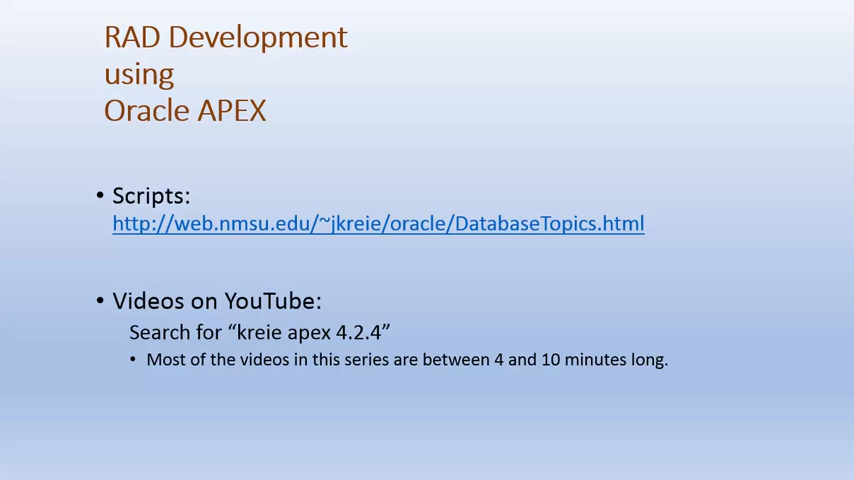 RAD Development
using
Oracle APEX
• Scripts:
http://web.nmsu.edu/~jkreie/oracle/DatabaseTopics.html
• Videos on YouTube:
Search for “kreie apex 4.2.4”
• Most of the videos in this series are between 4 and 10 minutes long.